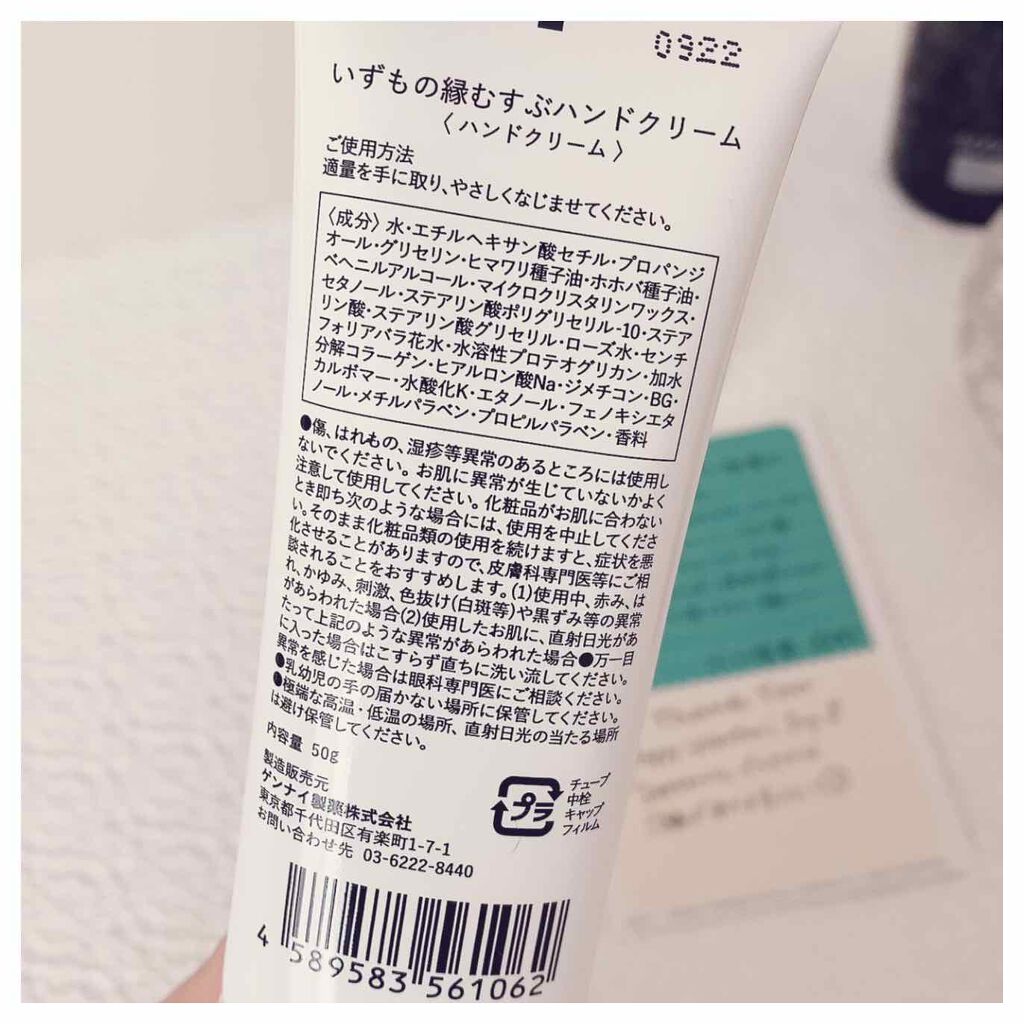 0922
いずもの縁むすぶハンドクリーム
〈ハンドクリーム〉
ご使用方法
適量を手に取り、やさしくなじませてください。
〈成分〉水・エチルヘキサン酸セチル・プロパンジ
オール・グリセリン・ヒマワリ種子油・ホホバ種子油・
ベヘニルアルコール・マイクロクリスタリンワックス・
セタノール・ステアリン酸ポリグリセリル-10・ステア
リン酸・ステアリン酸グリセリル・ローズ水・センチ
フォリアバラ花水・水溶性プロテオグリカン・加水
分解コラーゲン・ヒアルロン酸Na・ジメチコン・BG・
カルボマー・水酸化K・エタノール・フェノキシエタ
ノール・メチルパラベン・プロピルパラベン・香料
●傷、はれもの、湿疹等異常のあるところには使用し
ないでください。お肌に異常が生じていないかよく
注意して使用してください。化粧品がお肌に合わない
とき即ち次のような場合には、使用を中止してくださ
い。そのまま化粧品類の使用を続けますと、症状を悪
化させることがありますので、皮膚科専門医等にご相
談されることをおすすめします。(1)使用中、赤み、は
れ、かゆみ、刺激、色抜け(白斑等)や黒ずみ等の異常
があらわれた場合(2)使用したお肌に、直射日光があ
たって上記のような異常があらわれた場合●万一目
に入った場合はこすらず直ちに洗い流してください。
異常を感じた場合は眼科専門医にご相談ください。
●乳幼児の手の届かない場所に保管してください。
●極端な高温・低温の場所、直射日光の当たる場所
は避け保管してください。
内容量 50g
製造販売元
ゲンナイ製薬株式会社
東京都千代田区有楽町1-7-1
お問い合わせ先 03-6222-8440
プラ
チューブ
中栓
キャップ
フィルム
4 589583 561062